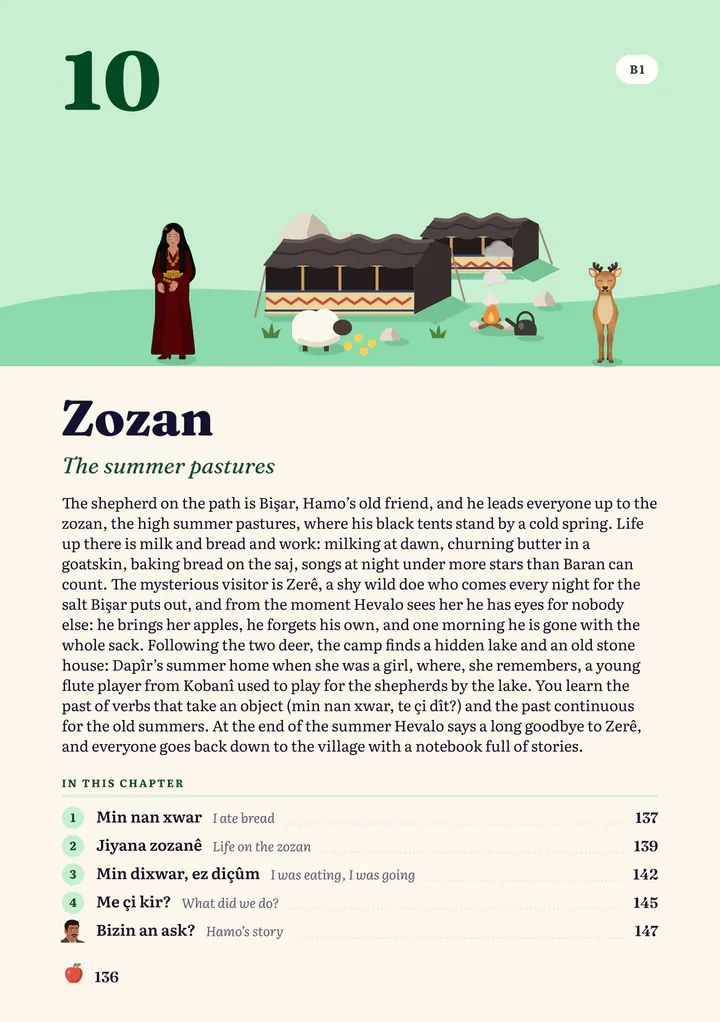 10
B1
Zozan
The summer pastures
The shepherd on the path is Bişar, Hamo’s old friend, and he leads everyone up to the
zozan, the high summer pastures, where his black tents stand by a cold spring. Life
up there is milk and bread and work: milking at dawn, churning butter in a
goatskin, baking bread on the saj, songs at night under more stars than Baran can
count. The mysterious visitor is Zerê, a shy wild doe who comes every night for the
salt Bişar puts out, and from the moment Hevalo sees her he has eyes for nobody
else: he brings her apples, he forgets his own, and one morning he is gone with the
whole sack. Following the two deer, the camp finds a hidden lake and an old stone
house: Dapîr’s summer home when she was a girl, where, she remembers, a young
flute player from Kobanî used to play for the shepherds by the lake. You learn the
past of verbs that take an object (min nan xwar, te çi dît?) and the past continuous
for the old summers. At the end of the summer Hevalo says a long goodbye to Zerê,
and everyone goes back down to the village with a notebook full of stories.
IN THIS CHAPTER
1 Min nan xwar I ate bread 137
2 Jiyana zozanê Life on the zozan 139
3 Min dixwar, ez diçûm I was eating, I was going 142
4 Me çi kir? What did we do? 145
Bizin an ask? Hamo’s story 147
136